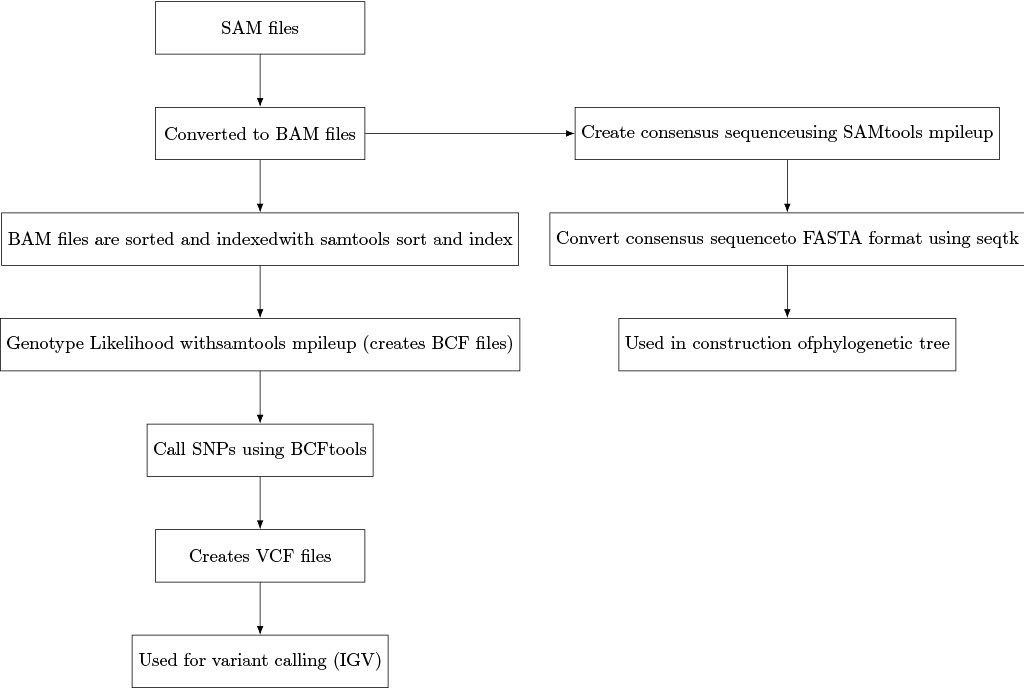 SAM files
Converted to BAM files
Create consensus sequenceusing SAMtools mpileup
BAM files are sorted and indexedwith samtools sort and index
Convert consensus sequenceto FASTA format using seqtk
Genotype Likelihood withsamtools mpileup (creates BCF files)
Used in construction ofphylogenetic tree
Call SNPs using BCFtools
Creates VCF files
Used for variant calling (IGV)